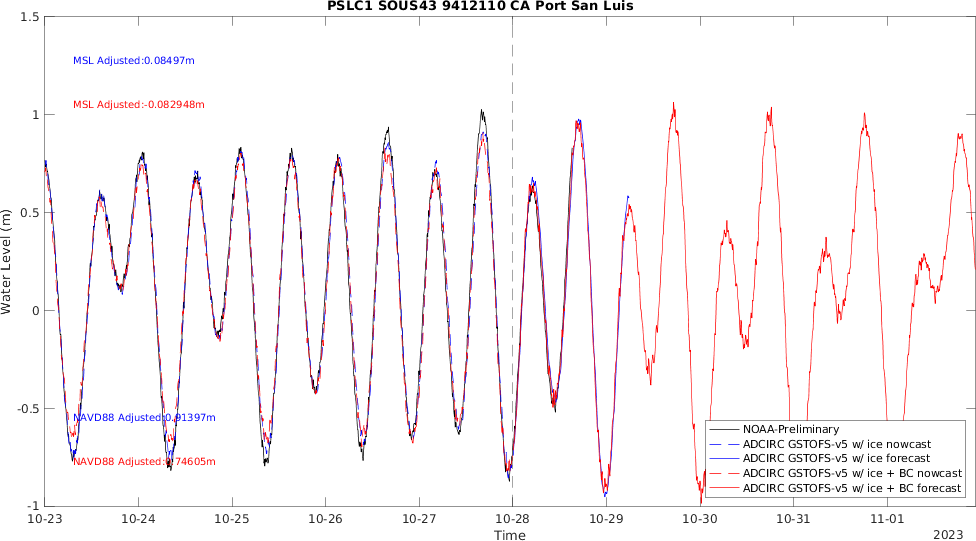 PSLC1 SOUS43 9412110 CA Port San Luis
1.5
1
0.5
0
-0.5
-1
Water Level (m)
MSL Adjusted:0.08497m
MSL Adjusted:-0.082948m
NAVD88 Adjusted:0.91397m
NAVD88 Adjusted:0.74605m
NOAA-Preliminary
ADCIRC GSTOFS-v5 w/ ice nowcast
ADCIRC GSTOFS-v5 w/ ice forecast
ADCIRC GSTOFS-v5 w/ ice + BC nowcast
ADCIRC GSTOFS-v5 w/ ice + BC forecast
10-23 10-24 10-25 10-26 10-27 10-28 10-29 10-30 10-31 11-01
Time
2023